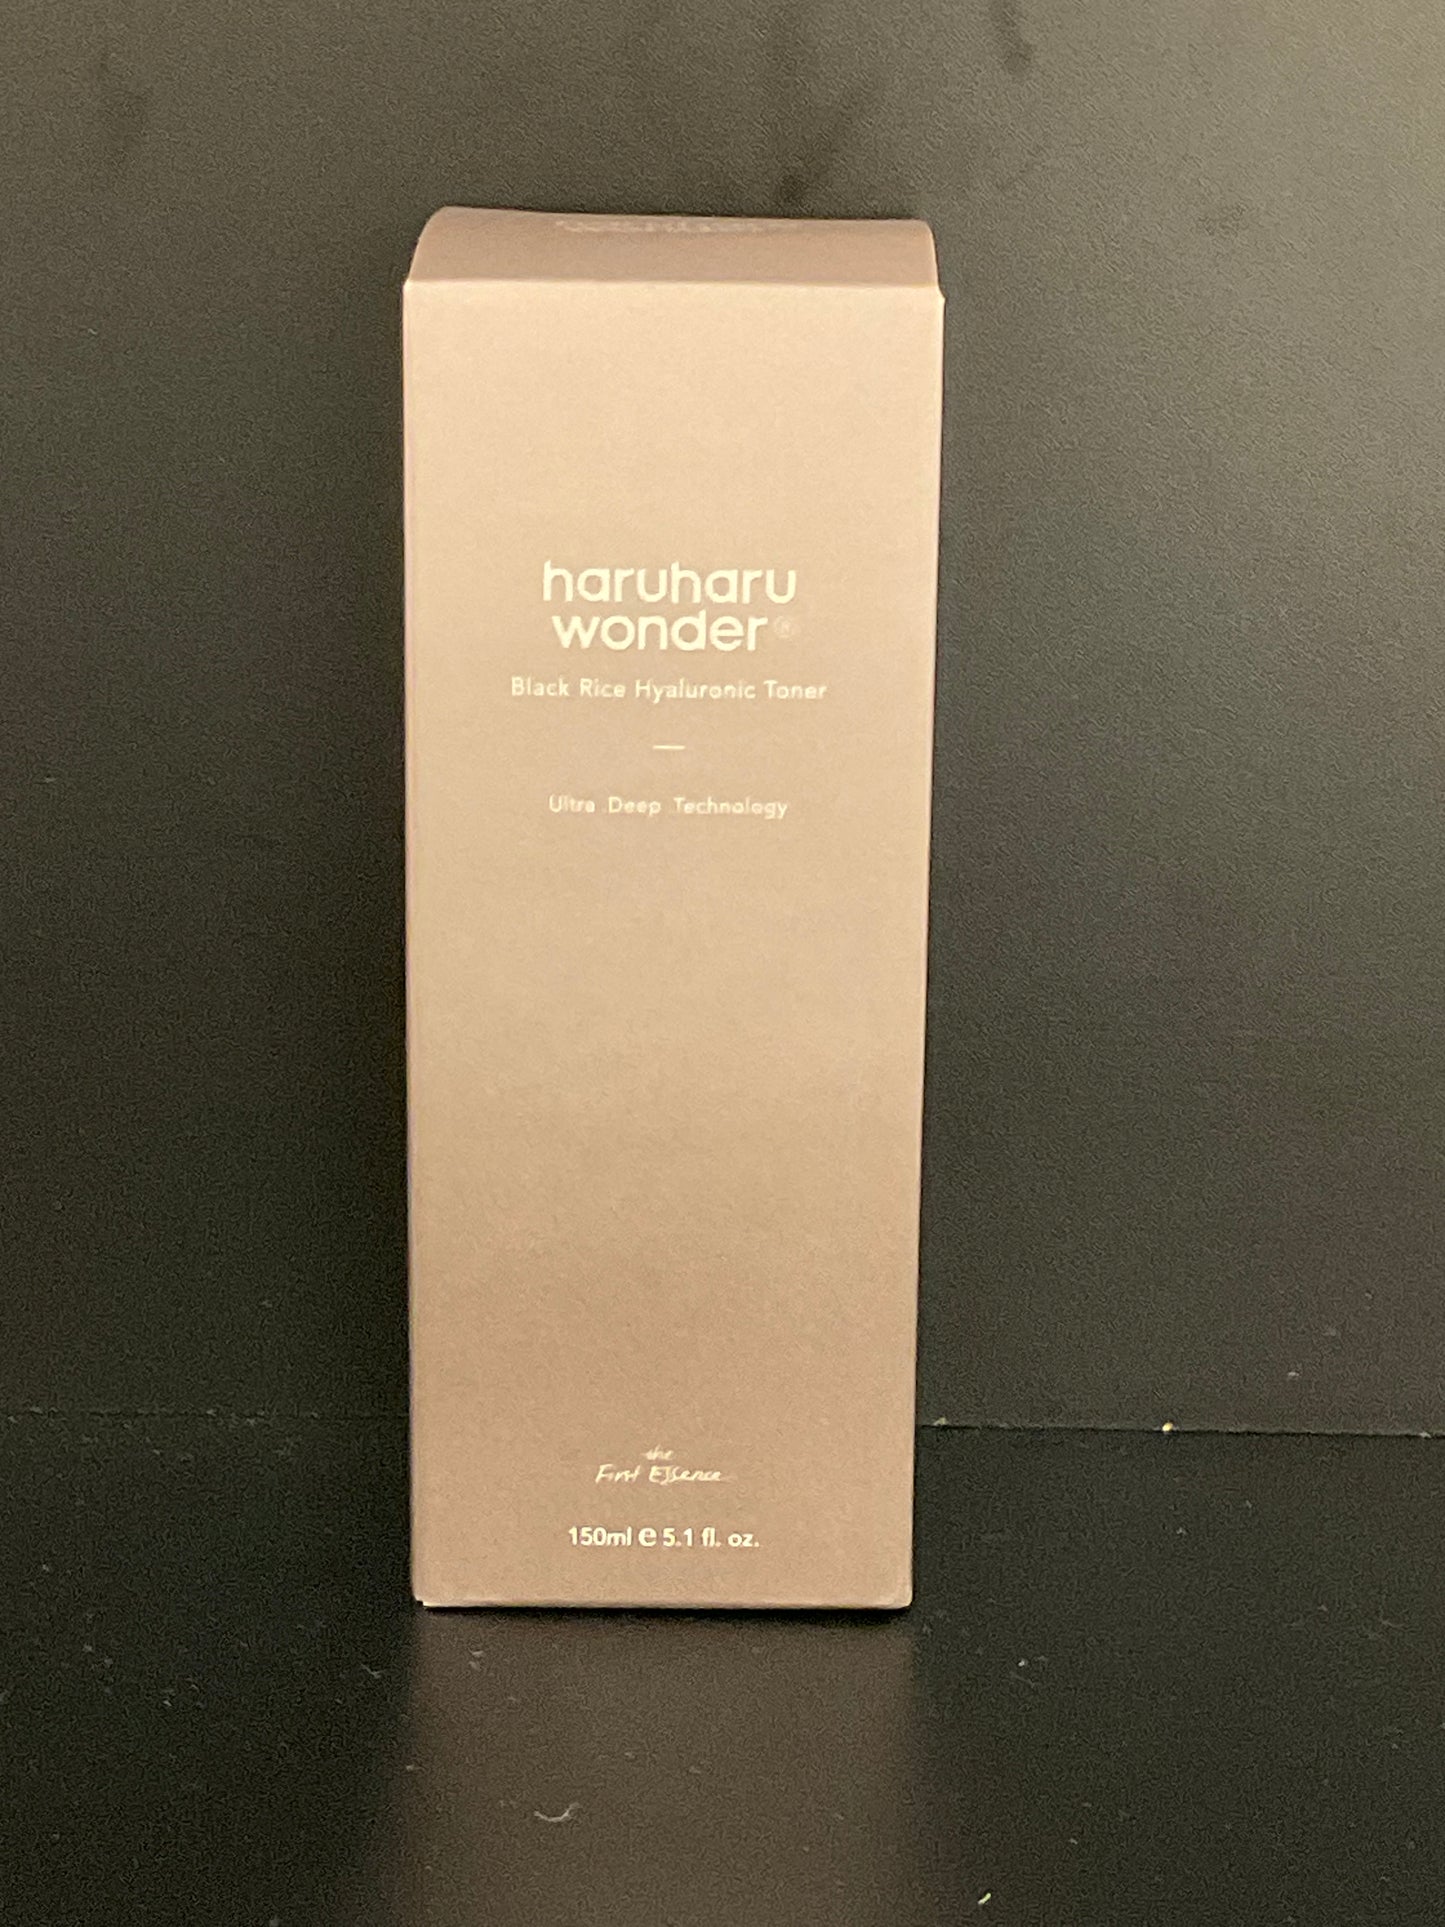 haruharu
wonder®
Black Rice Hyaluronic Toner
Ultra Deep Technology
the
First Essence
150ml ℮ 5.1 fl. oz.